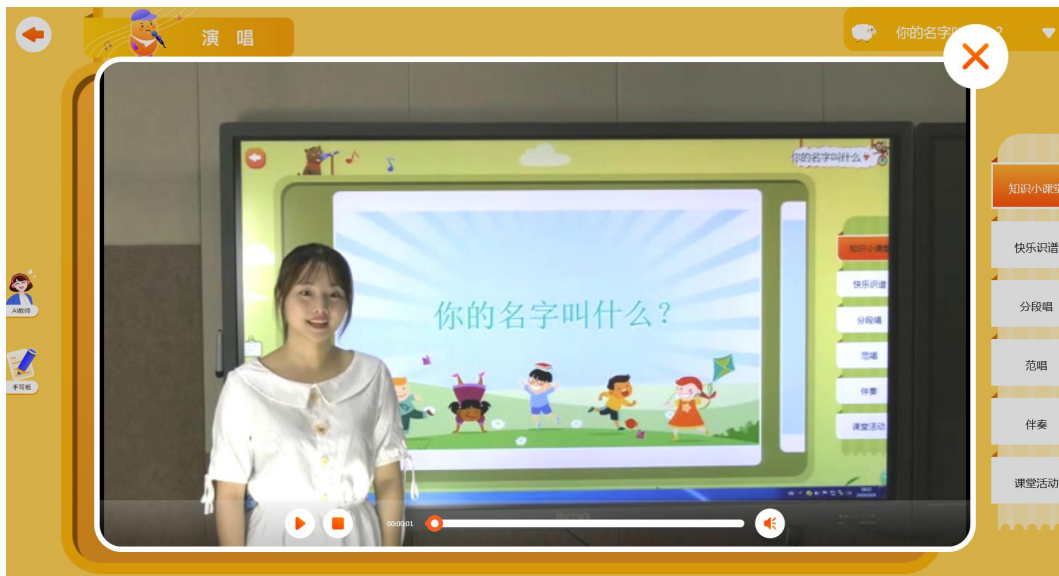 演 唱
你的名字
?
你的名字叫什么
知识小课堂
快乐识谱
分段唱
范唱
伴奏
课堂活动
你的名字叫什么？
AI教师
手写板
00:00:01
知识小课堂
快乐识谱
分段唱
范唱
伴奏
课堂活动